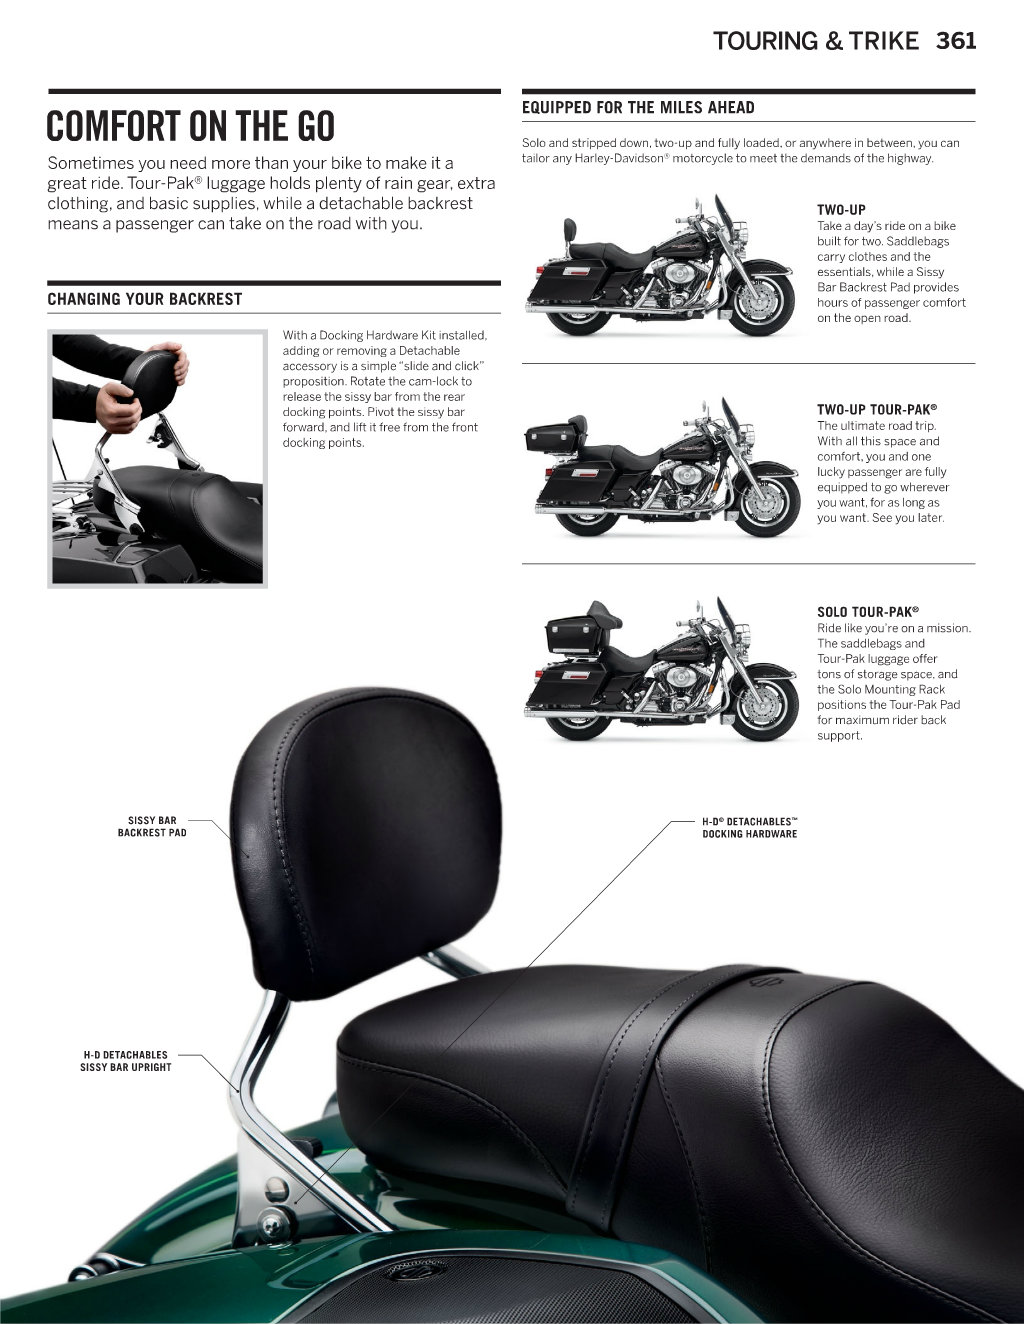 TOURING & TRIKE 361
COMFORT ON THE GO
Sometimes you need more than your bike to make it a
great ride. Tour-Pak® luggage holds plenty of rain gear, extra
clothing, and basic supplies, while a detachable backrest
means a passenger can take on the road with you.
CHANGING YOUR BACKREST
With a Docking Hardware Kit installed,
adding or removing a Detachable
accessory is a simple “slide and click”
proposition. Rotate the cam-lock to
release the sissy bar from the rear
docking points. Pivot the sissy bar
forward, and lift it free from the front
docking points.
EQUIPPED FOR THE MILES AHEAD
Solo and stripped down, two-up and fully loaded, or anywhere in between, you can
tailor any Harley-Davidson® motorcycle to meet the demands of the highway.
TWO-UP
Take a day’s ride on a bike
built for two. Saddlebags
carry clothes and the
essentials, while a Sissy
Bar Backrest Pad provides
hours of passenger comfort
on the open road.
TWO-UP TOUR-PAK®
The ultimate road trip.
With all this space and
comfort, you and one
lucky passenger are fully
equipped to go wherever
you want, for as long as
you want. See you later.
SOLO TOUR-PAK®
Ride like you’re on a mission.
The saddlebags and
Tour-Pak luggage offer
tons of storage space, and
the Solo Mounting Rack
positions the Tour-Pak Pad
for maximum rider back
support.
SISSY BAR
BACKREST PAD
H-D® DETACHABLES™
DOCKING HARDWARE
H-D DETACHABLES
SISSY BAR UPRIGHT